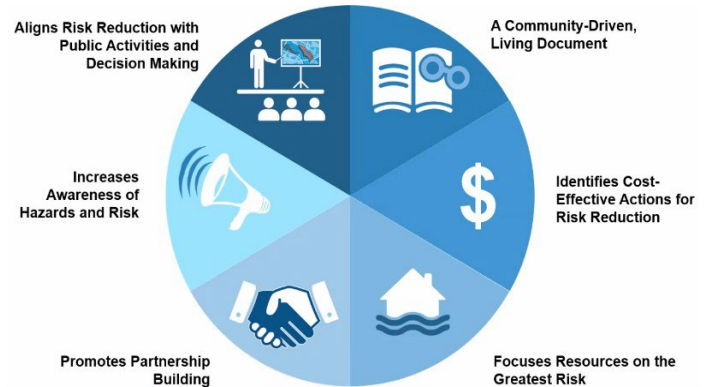 Aligns Risk Reduction with
Public Activities and
Decision Making
A Community-Driven,
Living Document
Increases
Awareness of
Hazards and Risk
$
Identifies Cost-
Effective Actions for
Risk Reduction
Promotes Partnership
Building
Focuses Resources on the
Greatest Risk